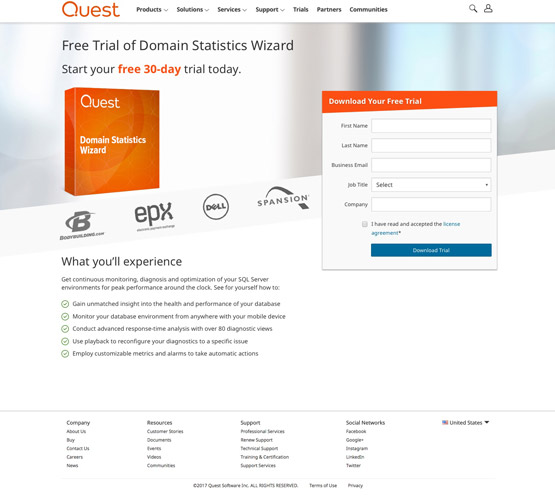 Quest
Products Solutions Services Support Trials Partners Communities
Free Trial of Domain Statistics Wizard
Start your free 30-day trial today.
Quest
Domain Statistics
Wizard
Download Your Free Trial
First Name
Last Name
Business Email
Job Title
Select
Company
I have read and accepted the license
agreement*
Download Trial
BODYBUILDING.com
epx
DELL
SPANSION
What you'll experience
Get continuous monitoring, diagnosis and optimization of your SQL Server
environments for peak performance around the clock. See for yourself how to:
Gain unmatched insight into the health and performance of your database
Monitor your database environment from anywhere with your mobile device
Conduct advanced response-time analysis with over 80 diagnostic views
Use playback to reconfigure your diagnostics to a specific issue
Employ customizable metrics and alarms to take automatic actions
Company
About Us
Buy
Contact Us
Careers
News
Resources
Customer Stories
Documents
Events
Videos
Communities
Support
Professional Services
Renew Support
Technical Support
Training & Certification
Support Services
Social Networks
Facebook
Google+
Instagram
LinkedIn
Twitter
United States
©2017 Quest Software Inc. ALL RIGHTS RESERVED. Terms of Use Privacy